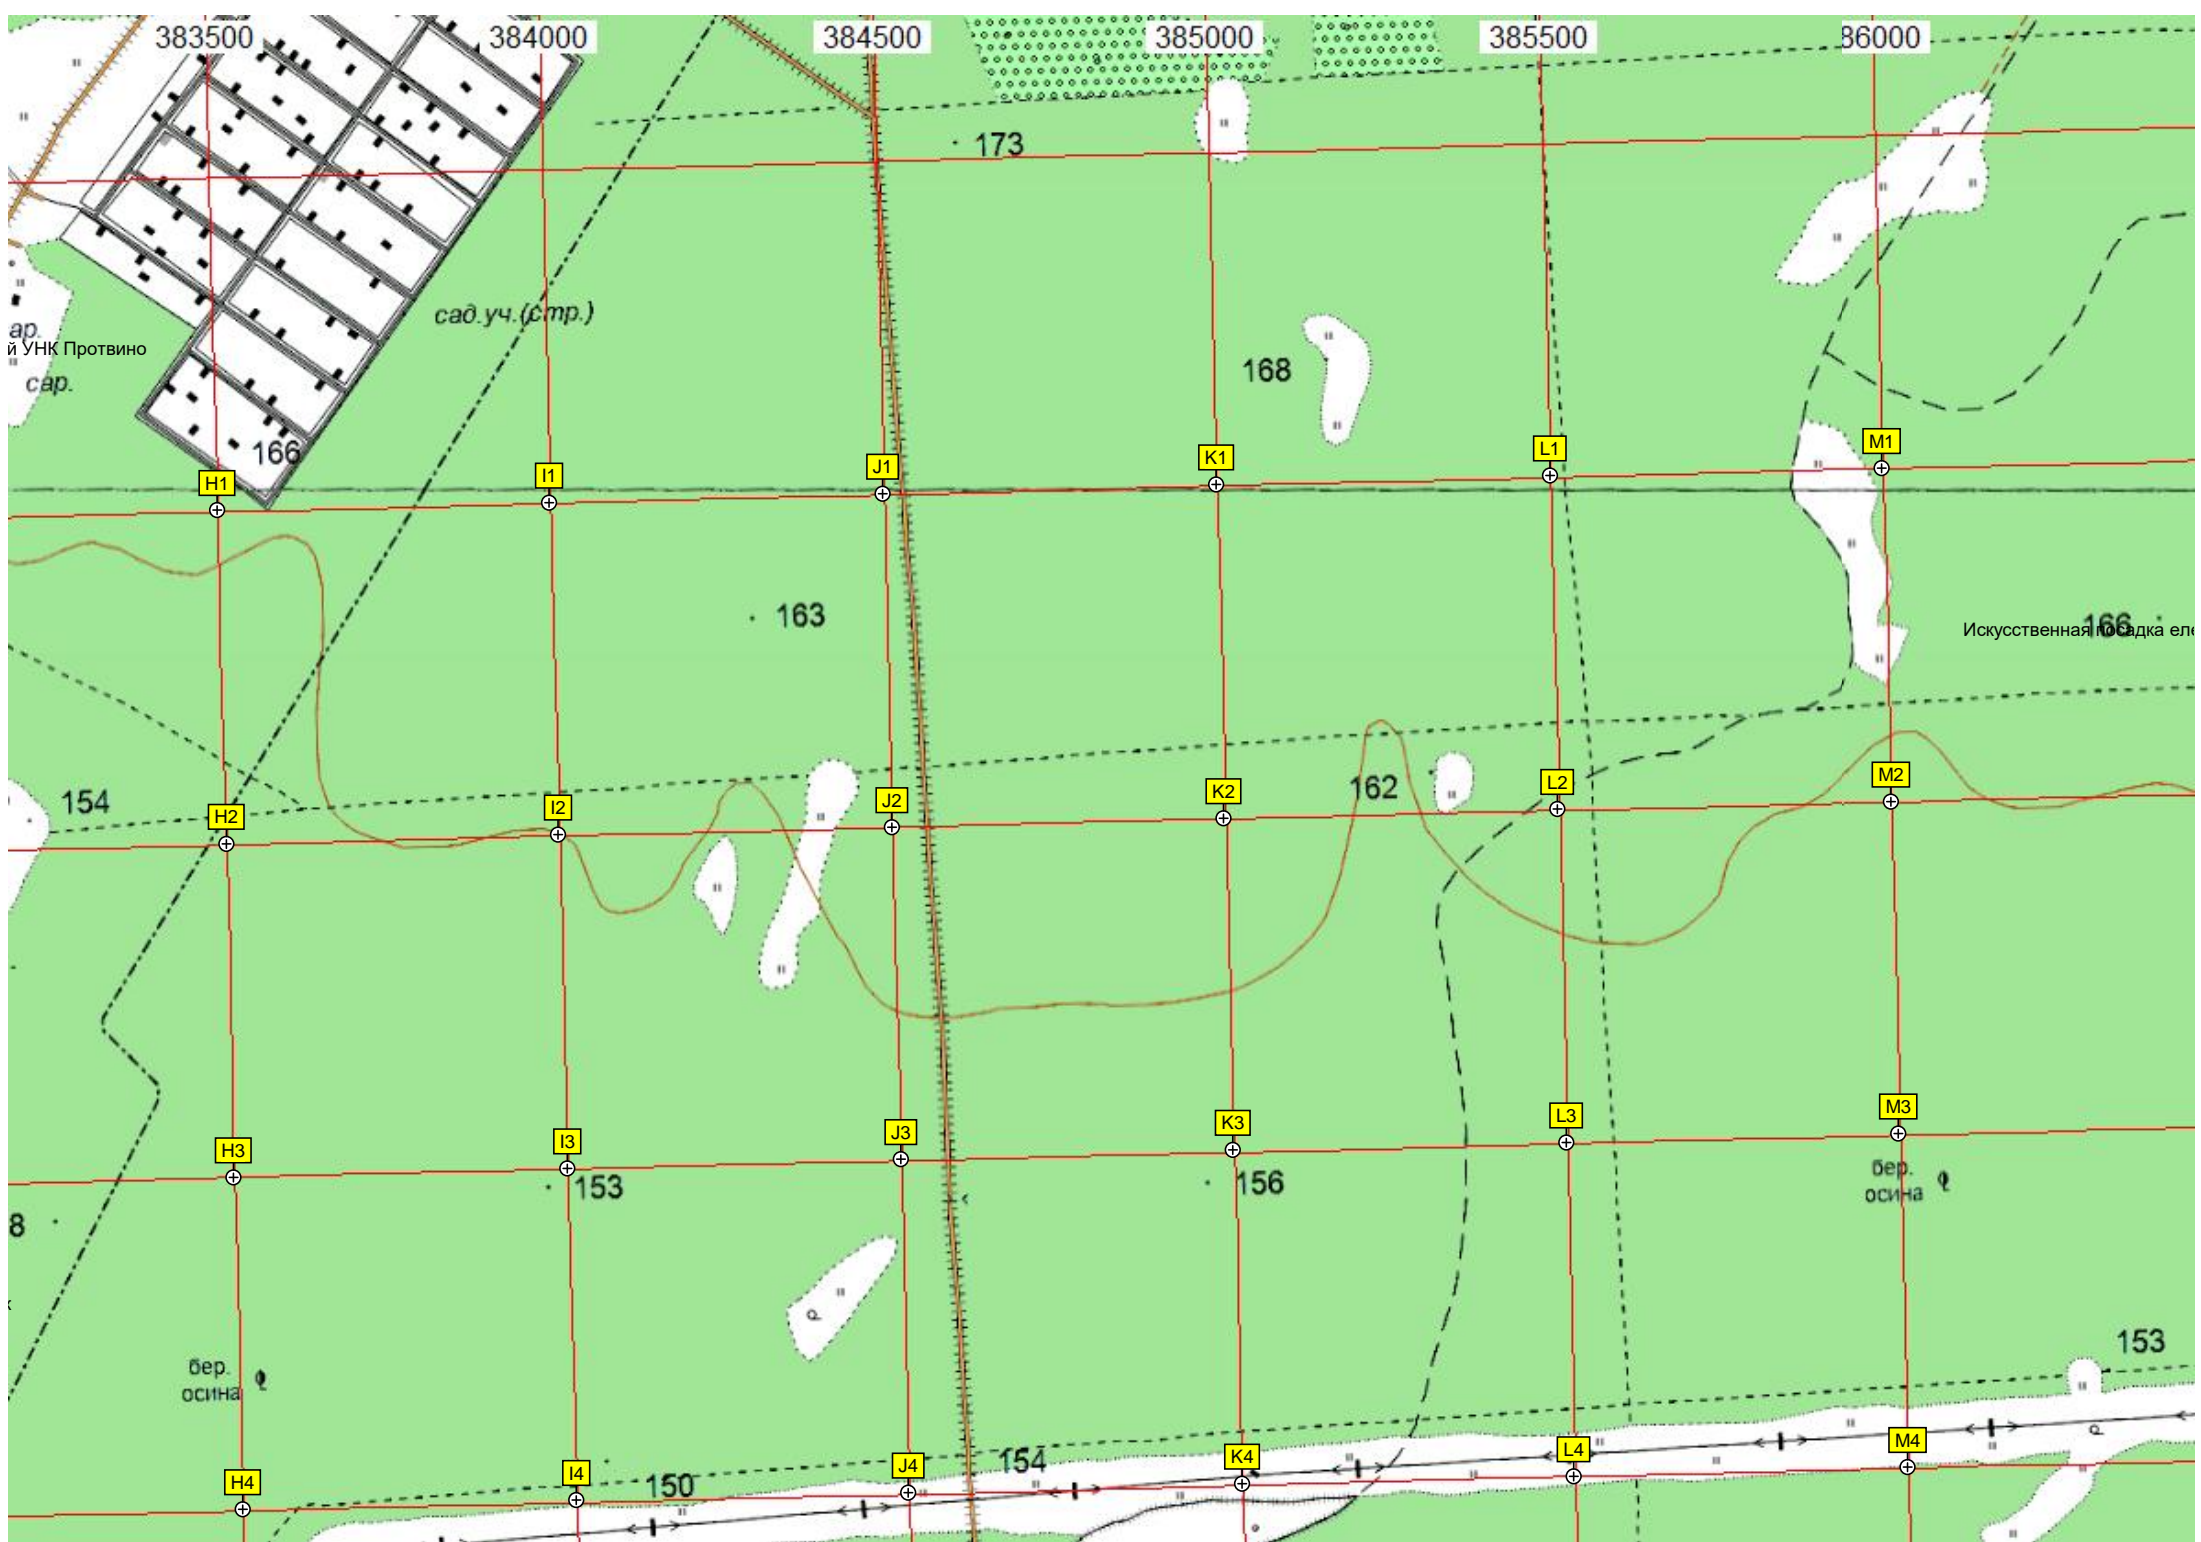 383500 384000 384500 385000 385500 86000
173
сад.уч.(стр.)
ар.
й УНК Протвино
168
сар.
166
H1 I1 J1 K1 L1 M1
163
166
Искусственная посадка еле
154
162
H2 I2 J2 K2 L2 M2
H3 I3 J3 K3 L3 M3
153
156
бер.
осина
8
153
бер.
осина
154
150
H4 I4 J4 K4 L4 M4